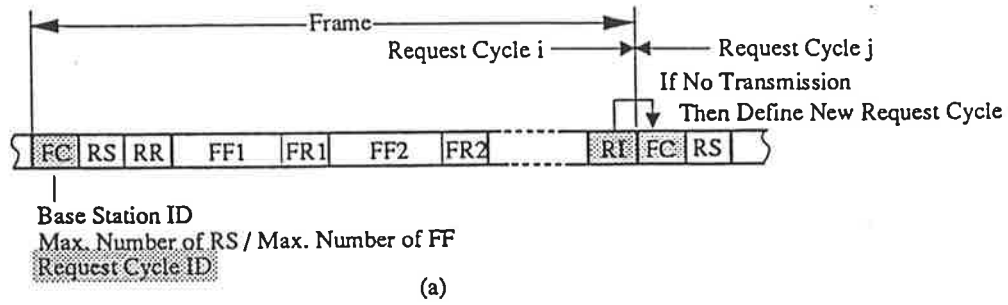 Frame
Request Cycle i
Request Cycle j
If No Transmission
Then Define New Request Cycle
FC RS RR FF1 FR1 FF2 FR2 RI FC RS
Base Station ID
Max. Number of RS / Max. Number of FF
Request Cycle ID
(a)